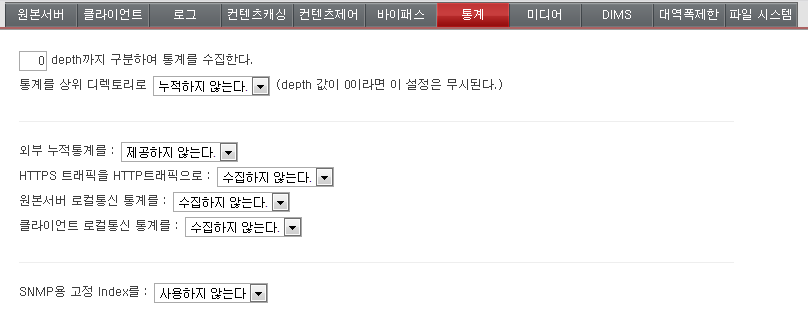 원본서버 클라이언트 로그 컨텐츠캐싱 컨텐츠제어 바이패스 통계 미디어 DIMS 대역폭제한 파일 시스템
0 depth까지 구분하여 통계를 수집한다.
통계를 상위 디렉토리로 누적하지 않는다. (depth 값이 0이라면 이 설정은 무시된다.)
외부 누적통계를 : 제공하지 않는다.
HTTPS 트래픽을 HTTP트래픽으로 : 수집하지 않는다.
원본서버 로컬통신 통계를 : 수집하지 않는다.
클라이언트 로컬통신 통계를 : 수집하지 않는다.
SNMP용 고정 Index를 : 사용하지 않는다